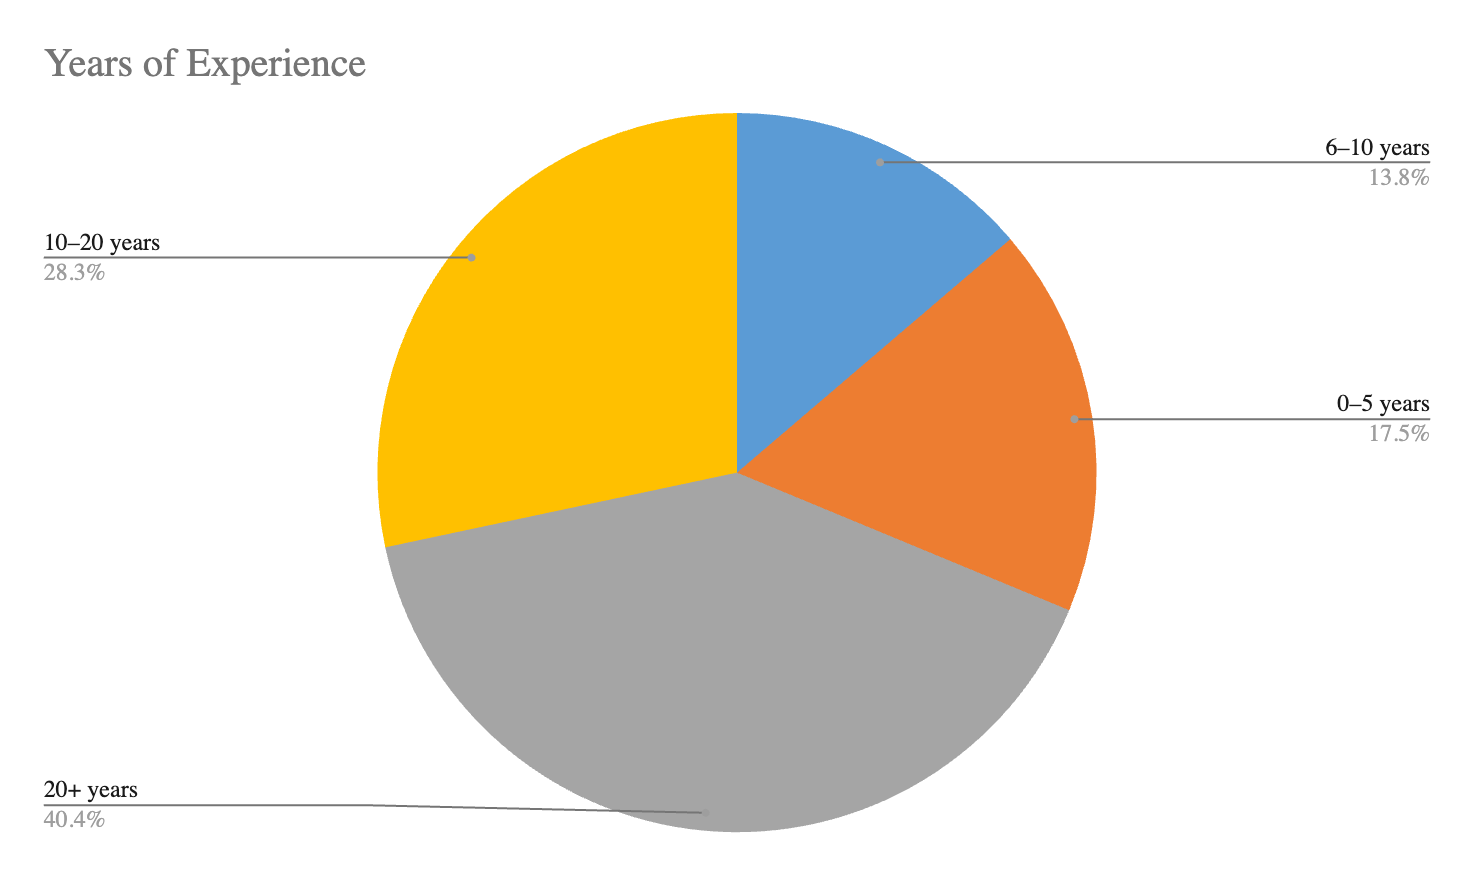 Years of Experience
6–10 years
13.8%
10–20 years
28.3%
0–5 years
17.5%
20+ years
40.4%